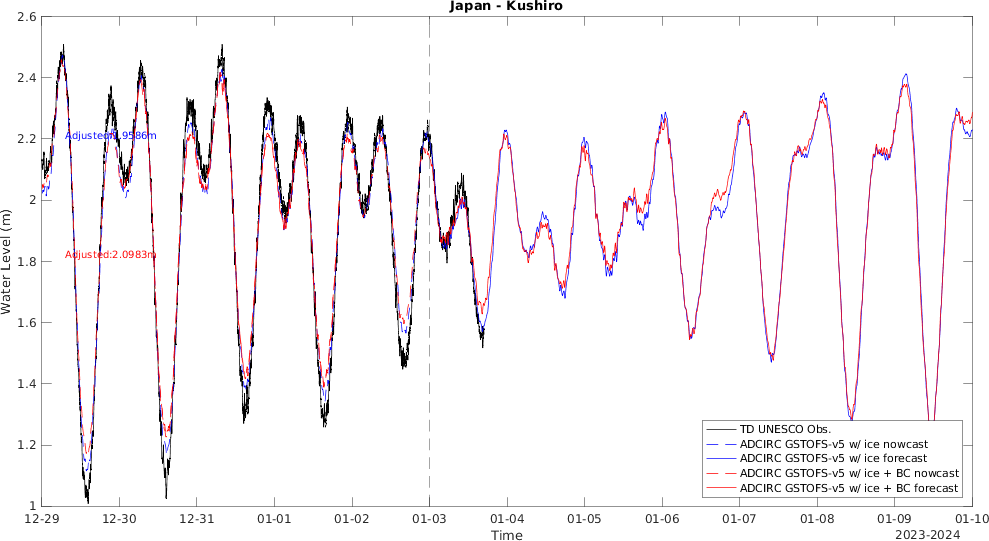 Japan - Kushiro
2.6
2.4
2.2
2
1.8
1.6
1.4
1.2
1
Water Level (m)
Adjusted:1.9586m
Adjusted:2.0983m
TD UNESCO Obs.
ADCIRC GSTOFS-v5 w/ ice nowcast
ADCIRC GSTOFS-v5 w/ ice forecast
ADCIRC GSTOFS-v5 w/ ice + BC nowcast
ADCIRC GSTOFS-v5 w/ ice + BC forecast
12-29 12-30 12-31 01-01 01-02 01-03 01-04 01-05 01-06 01-07 01-08 01-09 01-10
Time
2023-2024